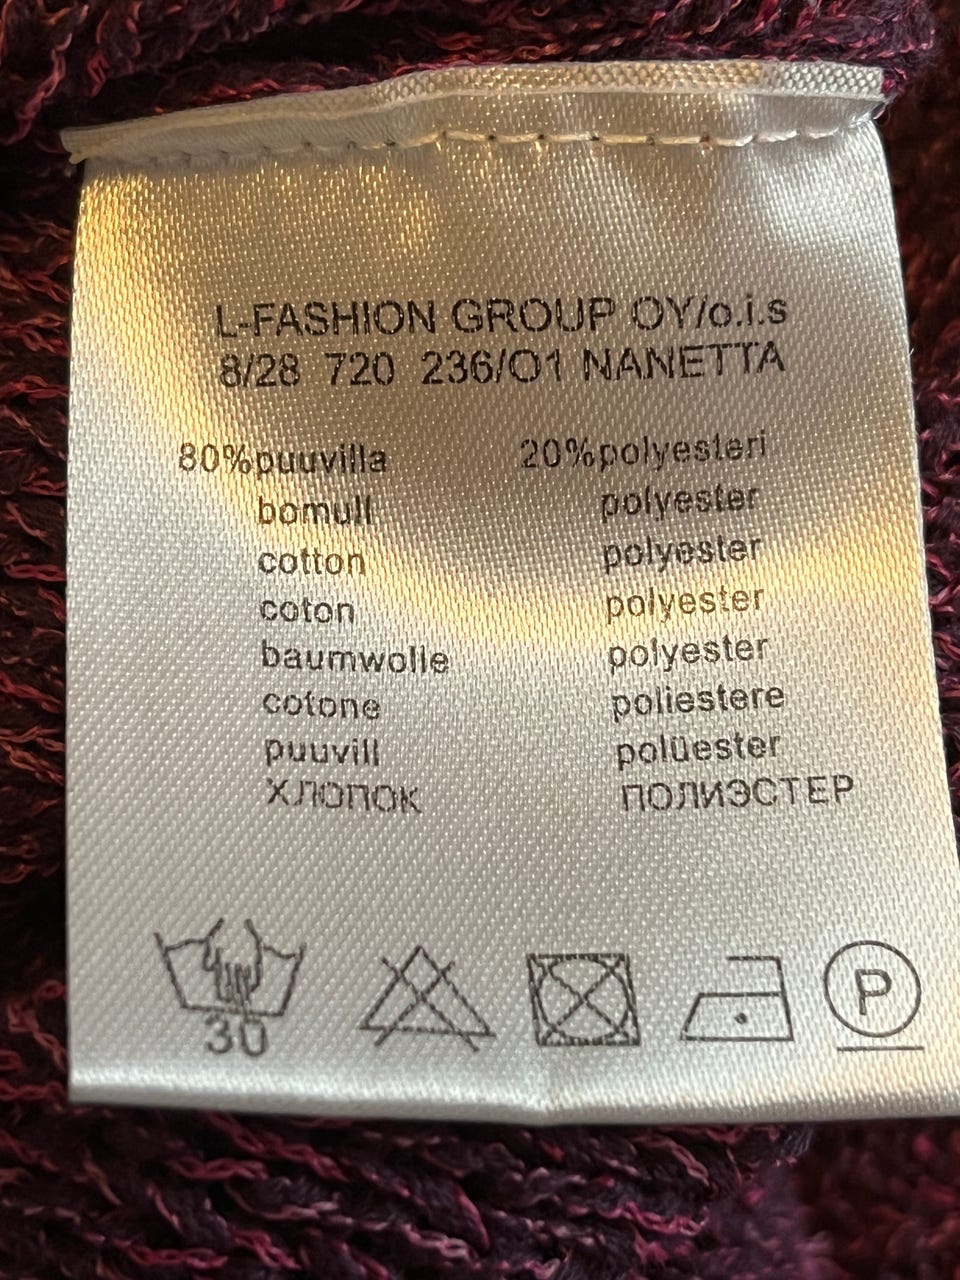 L-FASHION GROUP OY/o.i.s
8/28 720 236/O1 NANETTA
80%puuvilla 20%polyesteri
bomull polyester
cotton polyester
coton polyester
baumwolle polyester
cotone poliestere
puuvill polüester
ХЛОПОК ПОЛИЭСТЕР
30 P